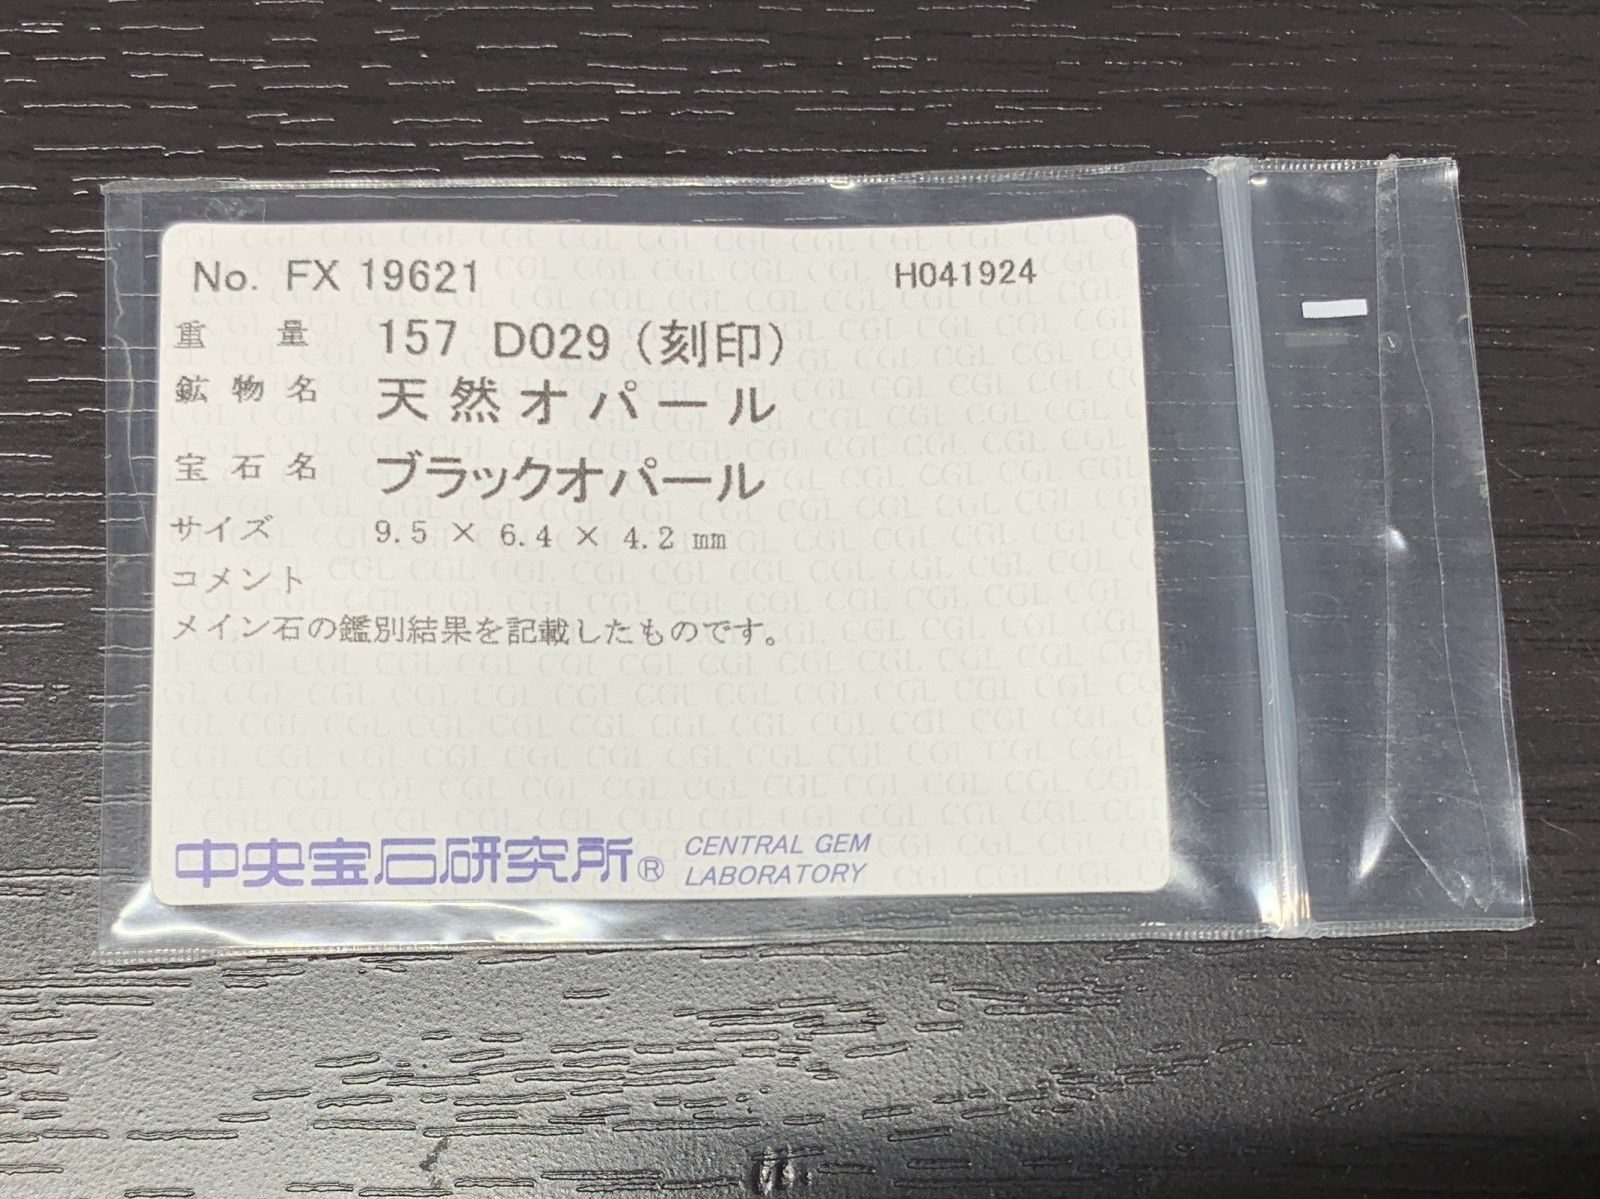 No. FX 19621
H041924
重量 157 D029 (刻印)
鉱物名 天然オパール
宝石名 ブラックオパール
サイズ 9.5 × 6.4 × 4.2 mm
コメント
メイン石の鑑別結果を記載したものです。
中央宝石研究所® CENTRAL GEM
LABORATORY